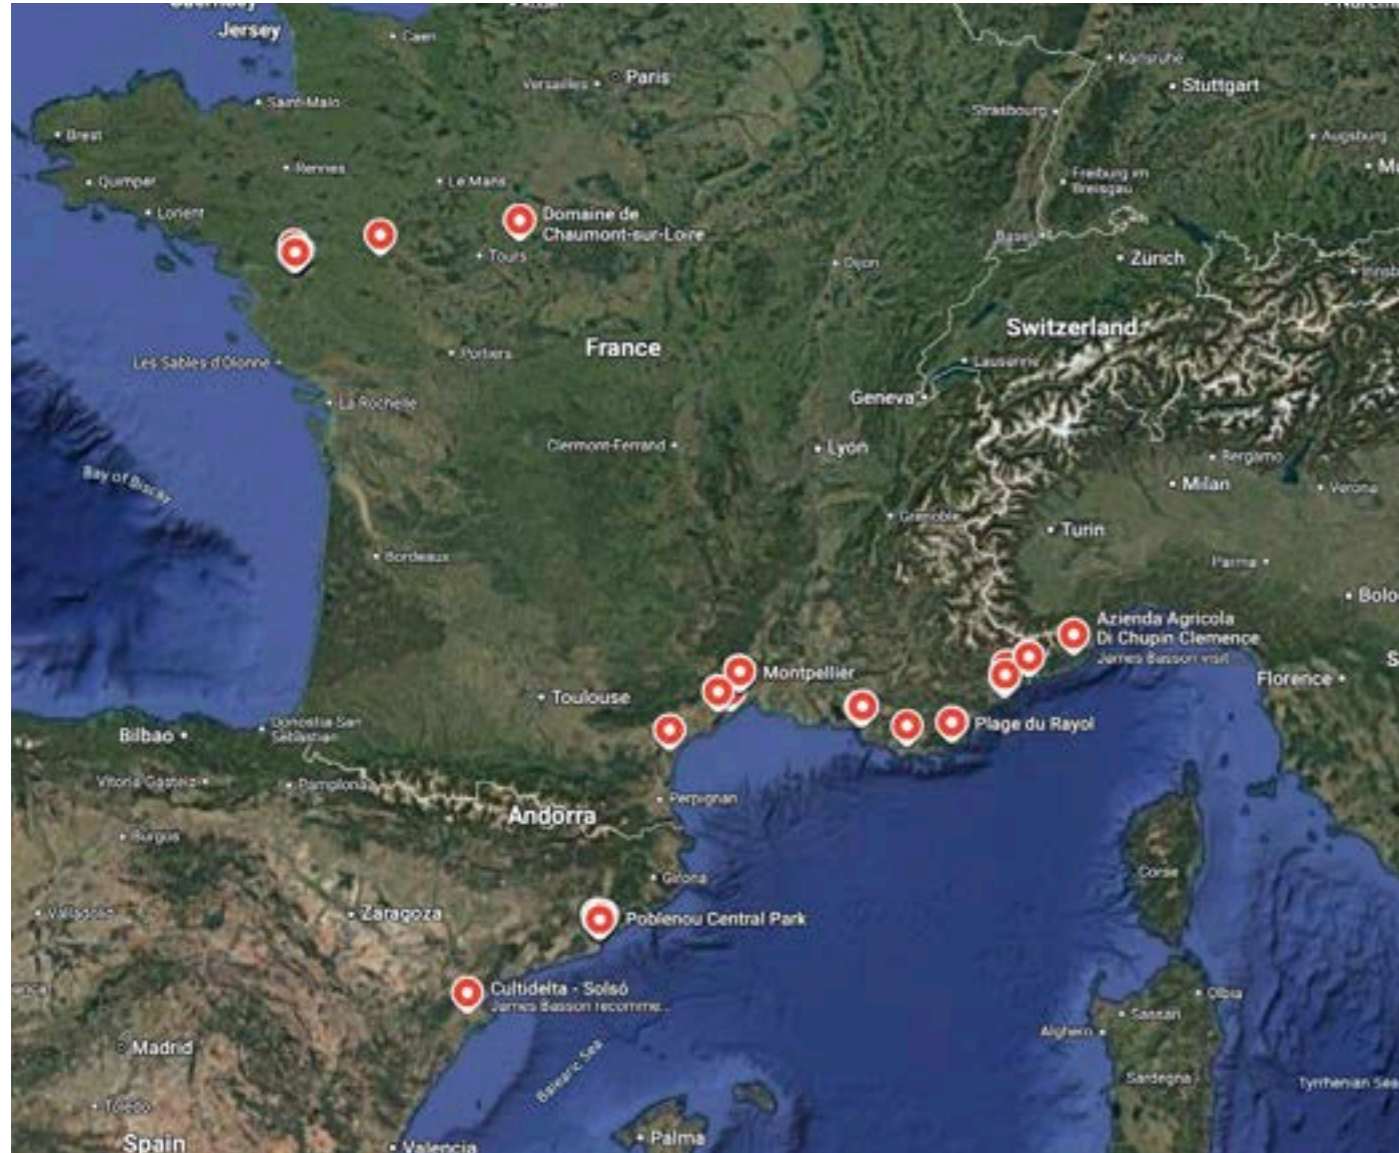 Guernsey
Jersey
Caen
Rouen
Versailles
Paris
Karlsruhe
Stuttgart
Strasbourg
Augsburg
Saint-Malo
Brest
Rennes
Quimper
Le Mans
Freiburg im
Breisgau
Lorient
Domaine de
Chaumont-sur-Loire
Tours
Dijon
Basel
Zürich
Switzerland
France
Les Sables-d'Olonne
Poitiers
Lausanne
La Rochelle
Geneva
Clermont-Ferrand
Lyon
Bergamo
Bay of Biscay
Milan
Verona
Grenoble
Turin
Bordeaux
Parma
Azienda Agricola
Di Chupin Clemence
James Basson visit
Montpellier
Florence
Toulouse
Donostia San
Sebastián
Bilbao
Plage du Rayol
Vitoria-Gasteiz
Pamplona
Perpignan
Andorra
Burgos
Girona
Corse
Valladolid
Zaragoza
Poblenou Central Park
Cultidelta - Solsó
James Basson recomme...
Olbia
Sassari
Alghero
Madrid
Balearic Sea
Sardegna
Tyrrhenian Sea
Toledo
Palma
Spain
Valencia